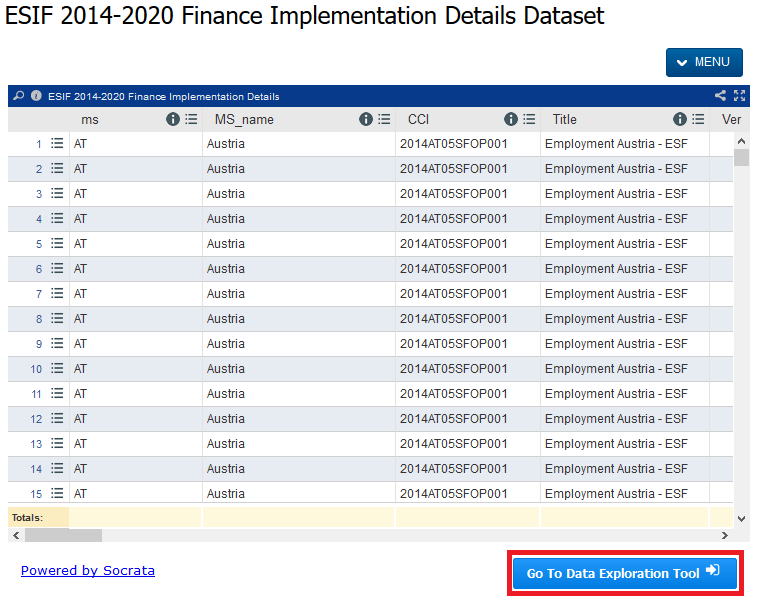 ESIF 2014-2020 Finance Implementation Details Dataset
MENU
ESIF 2014-2020 Finance Implementation Details
ms MS_name CCI Title Ver
1 AT Austria 2014AT05SFOP001 Employment Austria - ESF
2 AT Austria 2014AT05SFOP001 Employment Austria - ESF
3 AT Austria 2014AT05SFOP001 Employment Austria - ESF
4 AT Austria 2014AT05SFOP001 Employment Austria - ESF
5 AT Austria 2014AT05SFOP001 Employment Austria - ESF
6 AT Austria 2014AT05SFOP001 Employment Austria - ESF
7 AT Austria 2014AT05SFOP001 Employment Austria - ESF
8 AT Austria 2014AT05SFOP001 Employment Austria - ESF
9 AT Austria 2014AT05SFOP001 Employment Austria - ESF
10 AT Austria 2014AT05SFOP001 Employment Austria - ESF
11 AT Austria 2014AT05SFOP001 Employment Austria - ESF
12 AT Austria 2014AT05SFOP001 Employment Austria - ESF
13 AT Austria 2014AT05SFOP001 Employment Austria - ESF
14 AT Austria 2014AT05SFOP001 Employment Austria - ESF
15 AT Austria 2014AT05SFOP001 Employment Austria - ESF
Totals:
Powered by Socrata
Go To Data Exploration Tool